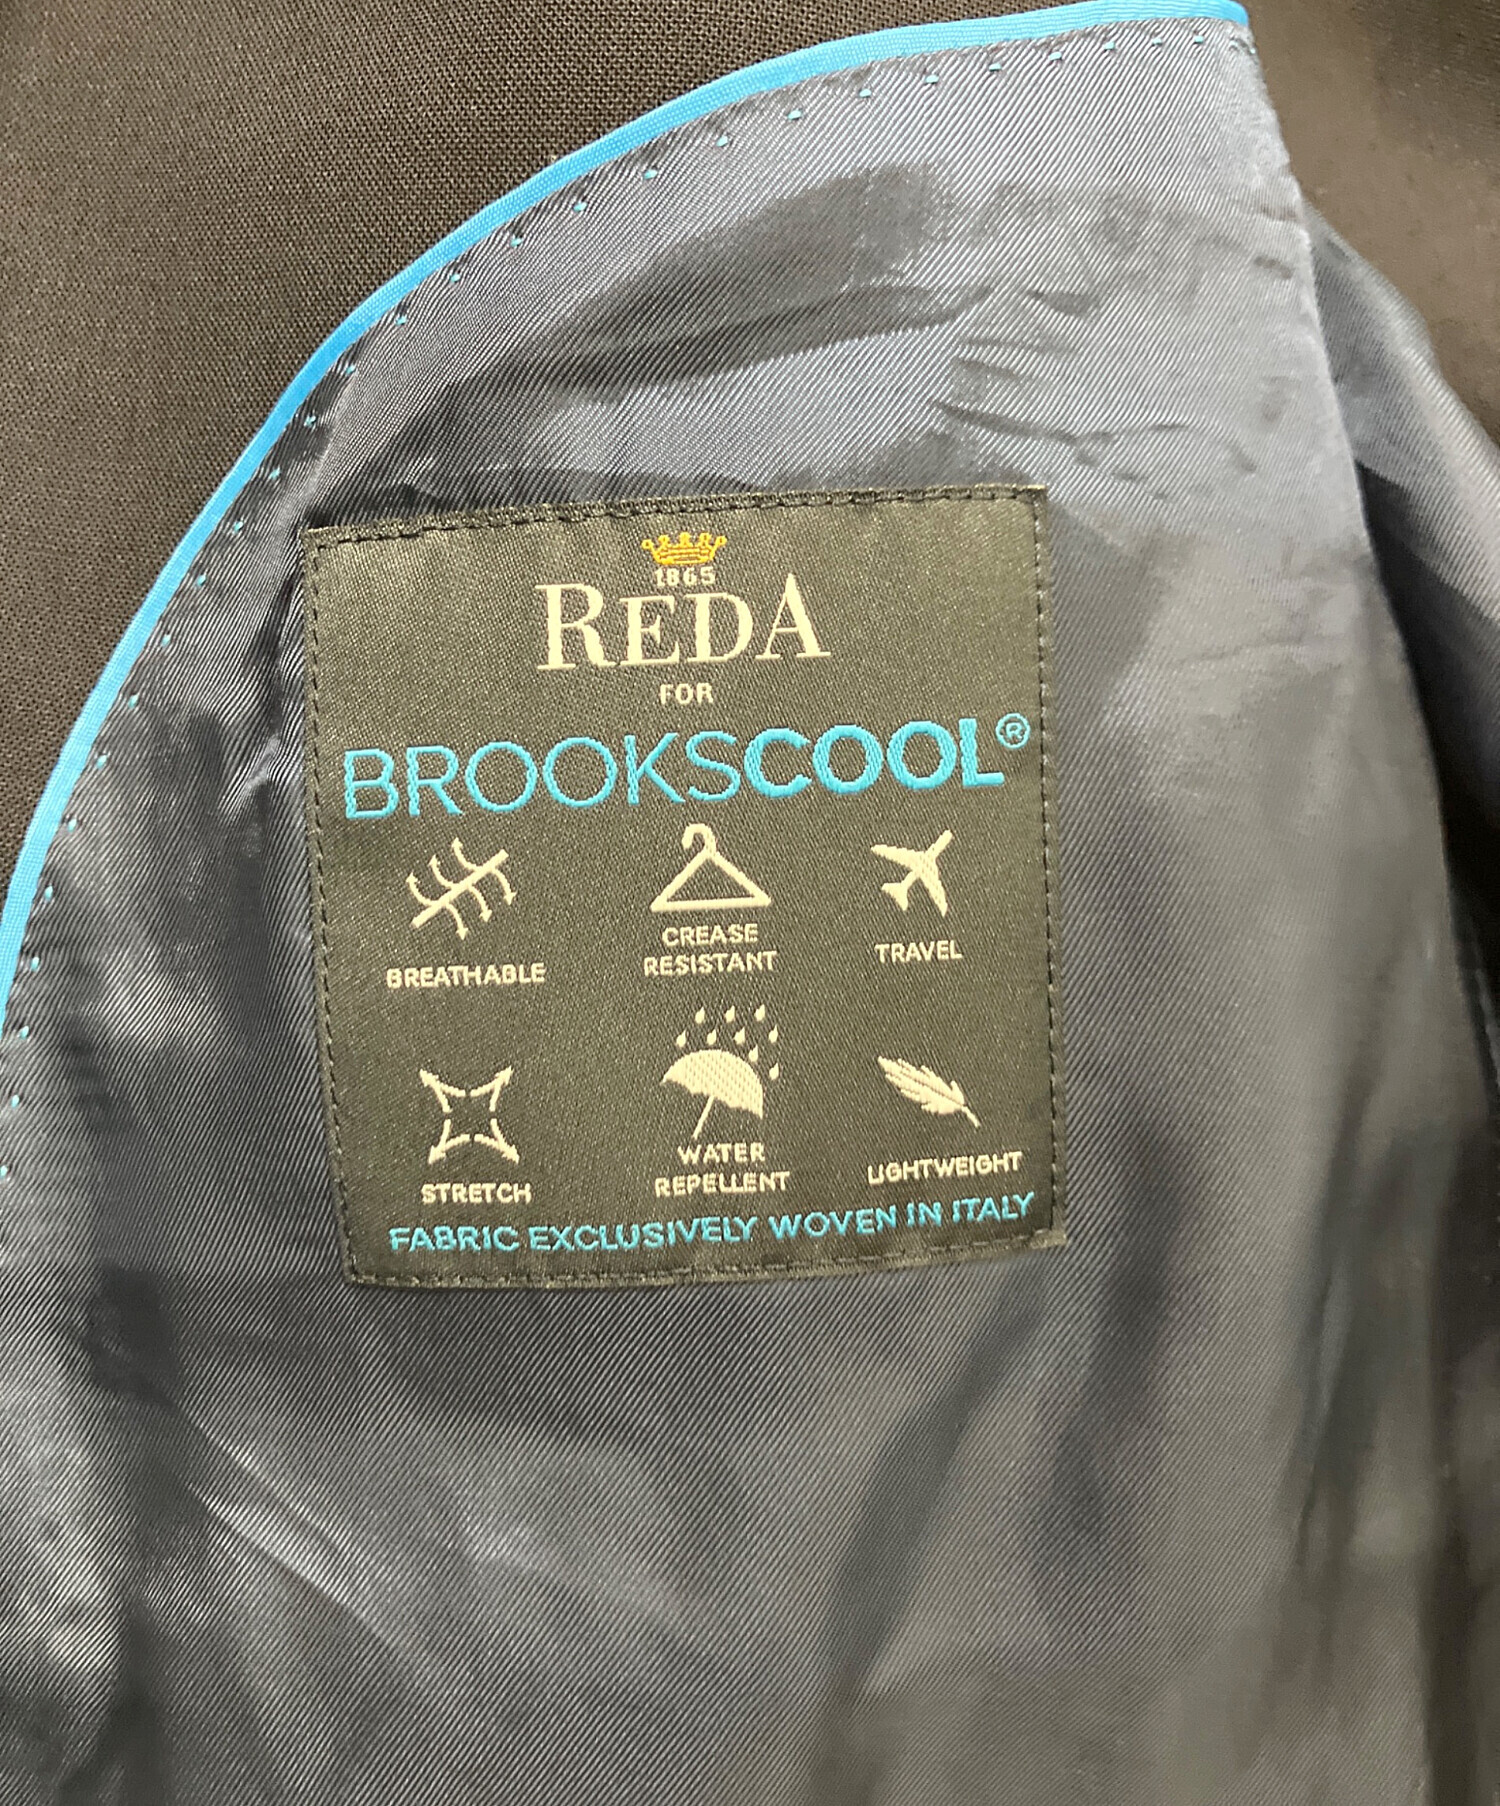 1865
REDA
FOR
BROOKSCOOL®
BREATHABLE
CREASE
RESISTANT
TRAVEL
STRETCH
WATER
REPELLENT
LIGHTWEIGHT
FABRIC EXCLUSIVELY WOVEN IN ITALY